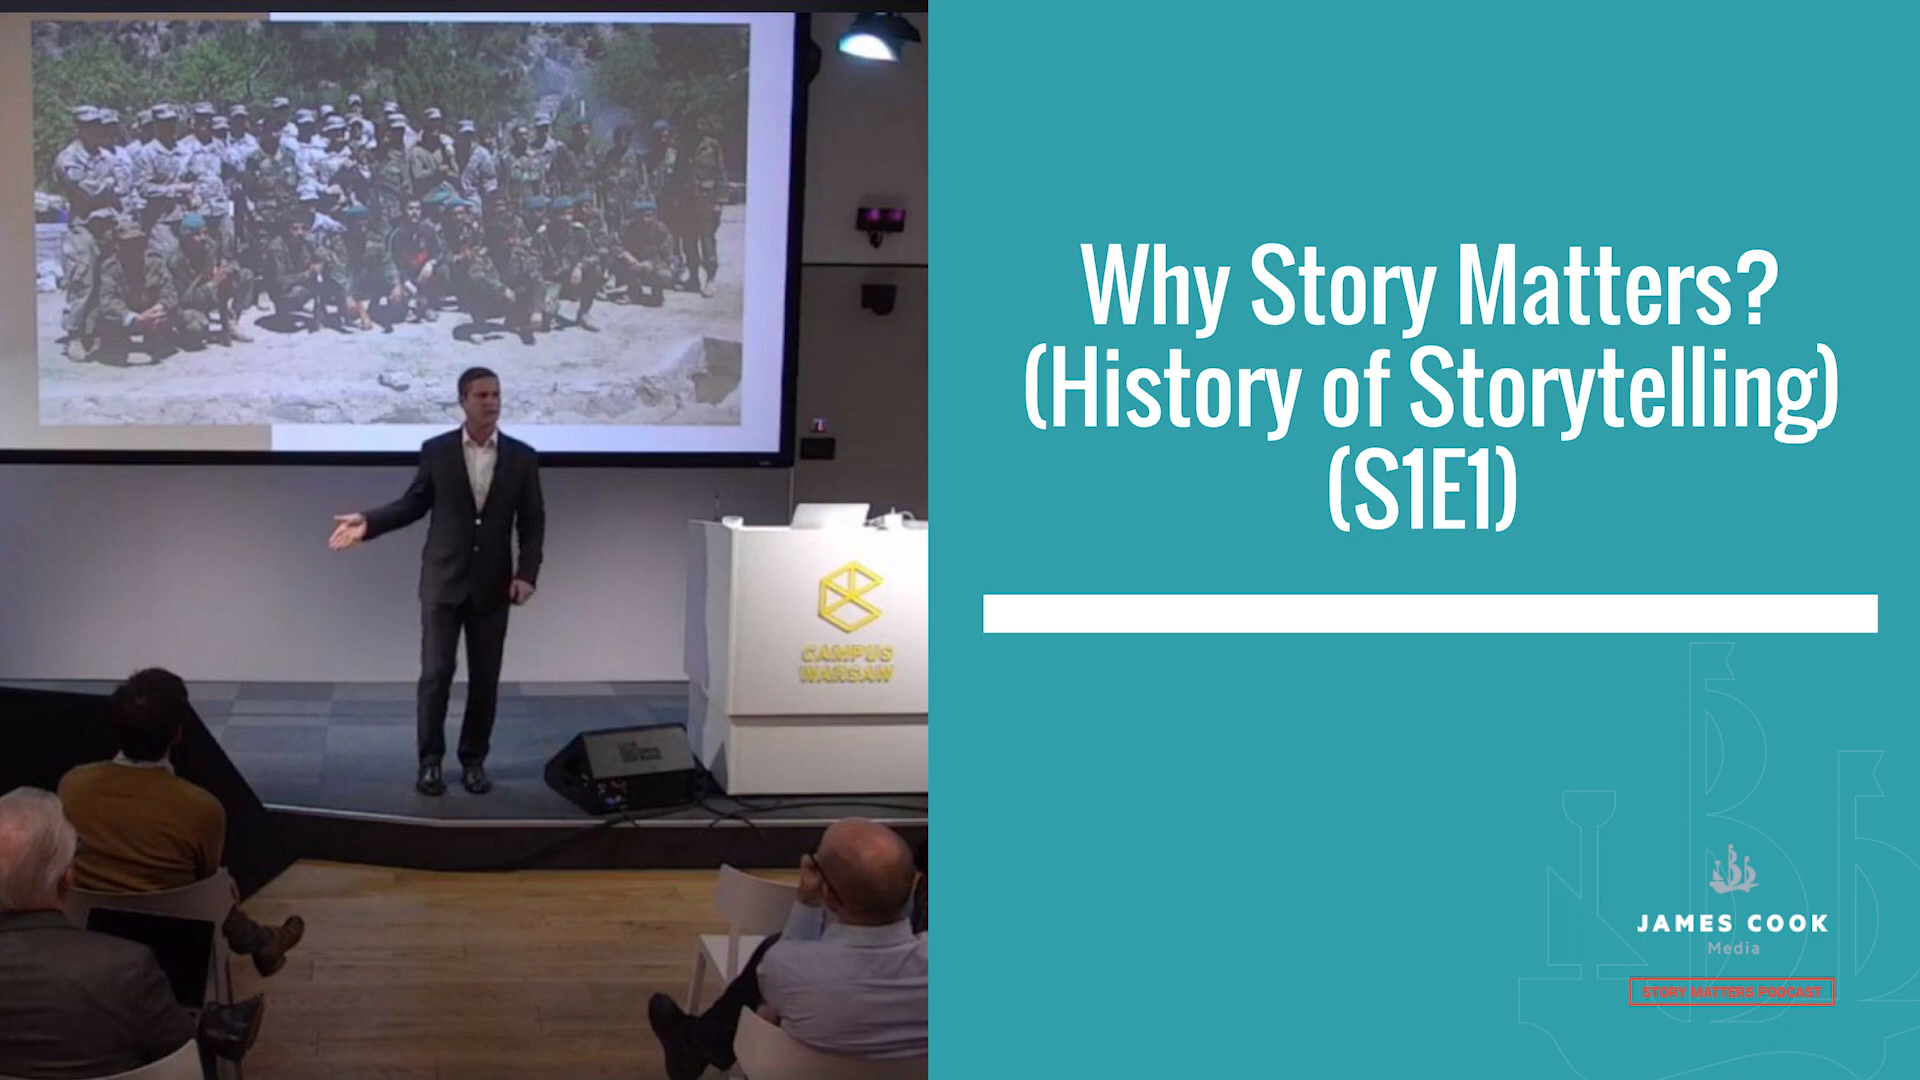 Why Story Matters?
(History of Storytelling)
(S1E1)
CAMPUS
WARSAW
JAMES COOK
Media
STORY MATTERS PODCAST